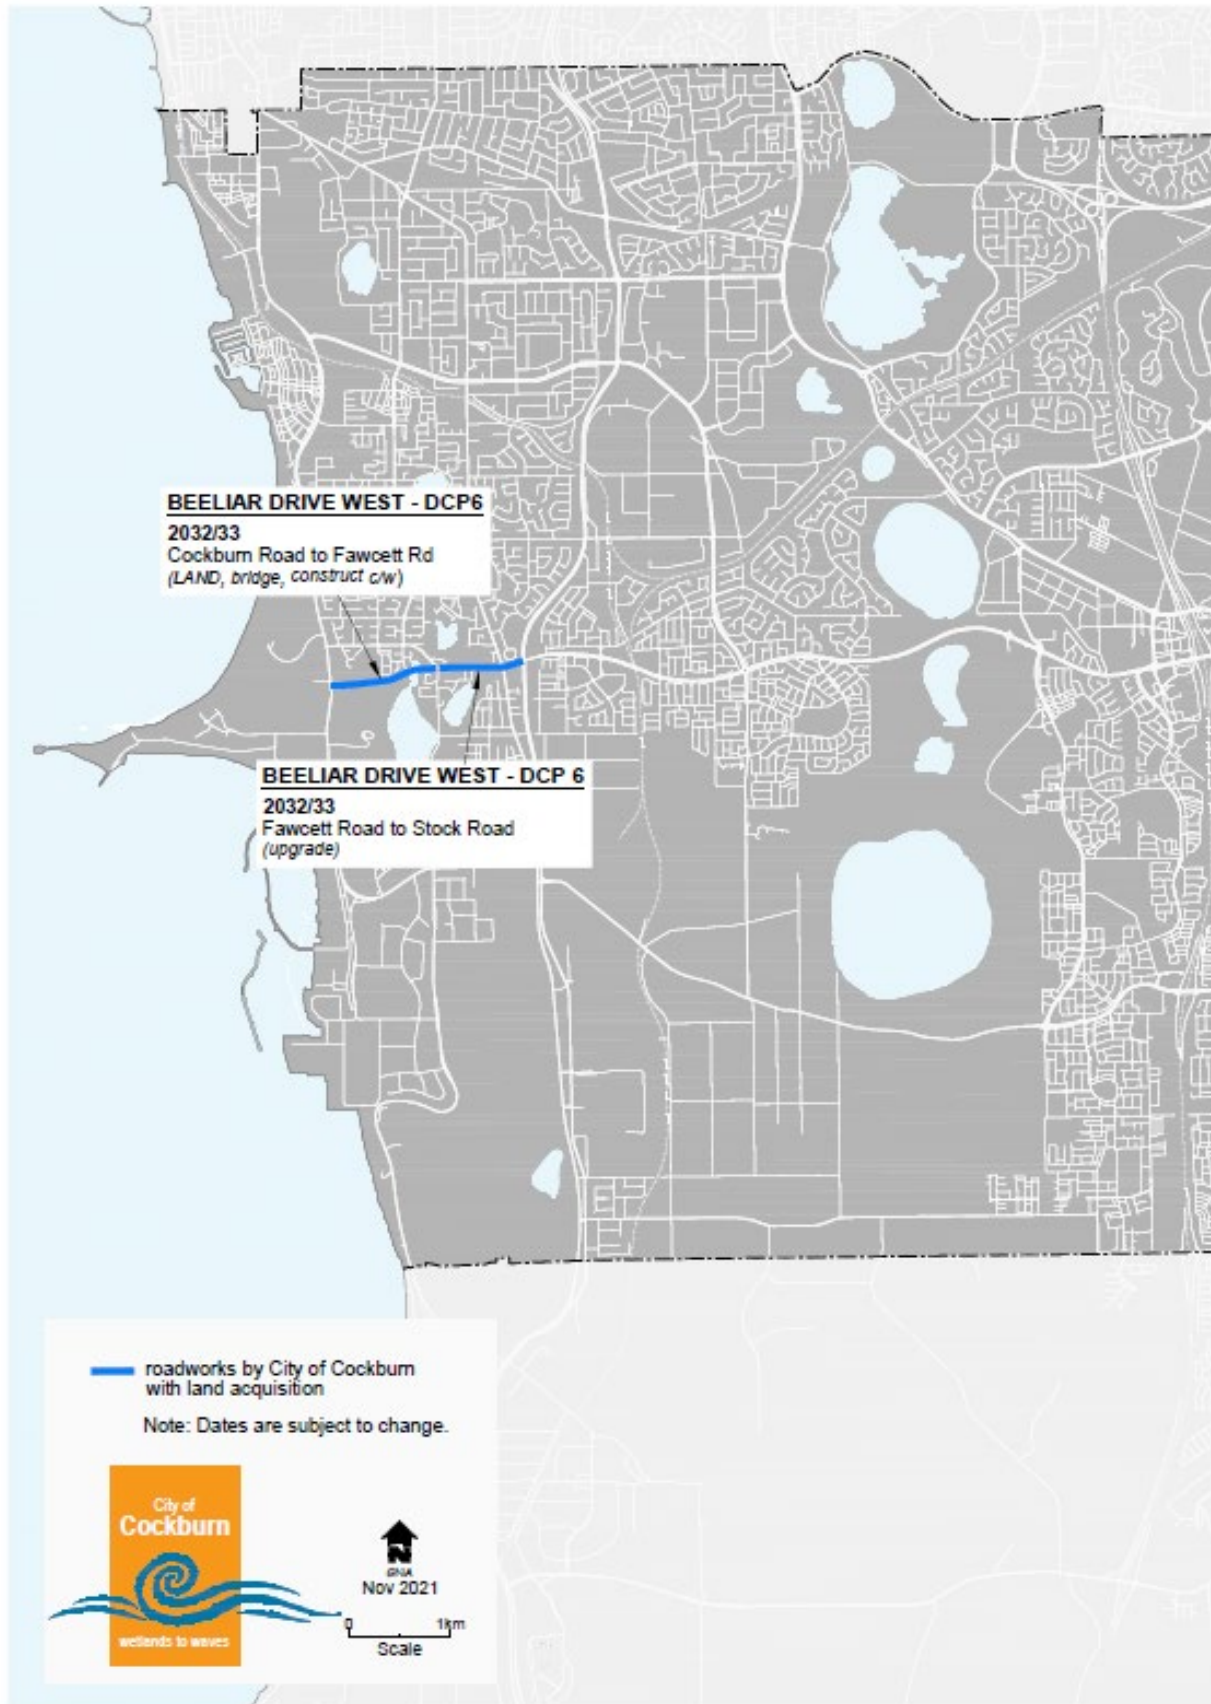 BEELIAR DRIVE WEST - DCP6
2032/33
Cockburn Road to Fawcett Rd
(LAND, bridge, construct c/w)
BEELIAR DRIVE WEST - DCP 6
2032/33
Fawcett Road to Stock Road
(upgrade)
roadworks by City of Cockburn
with land acquisition
Note: Dates are subject to change.
City of
Cockburn
wetlands to waves
N
Nov 2021
0 1km
Scale